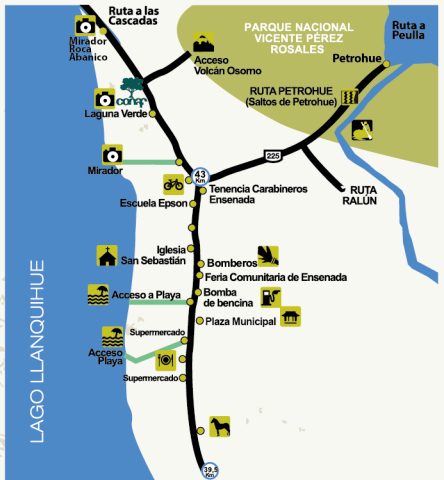 Ruta a las
Cascadas
Mirador
Roca
Abanico
PARQUE NACIONAL
VICENTE PÉREZ
ROSALES
Ruta a
Peulla
Acceso
Volcán Osorno
Petrohue
conaf
RUTA PETROHUE
(Saltos de Petrohue)
Laguna Verde
225
Mirador
43
Km
Tenencia Carabineros
Ensenada
RUTA
RALÚN
Escuela Epson
Iglesia
San Sebastián
Bomberos
Feria Comunitaria de Ensenada
Acceso a Playa
Bomba
de bencina
Plaza Municipal
Supermercado
Acceso
Playa
Supermercado
LAGO LLANQUIHUE
39,5
Km